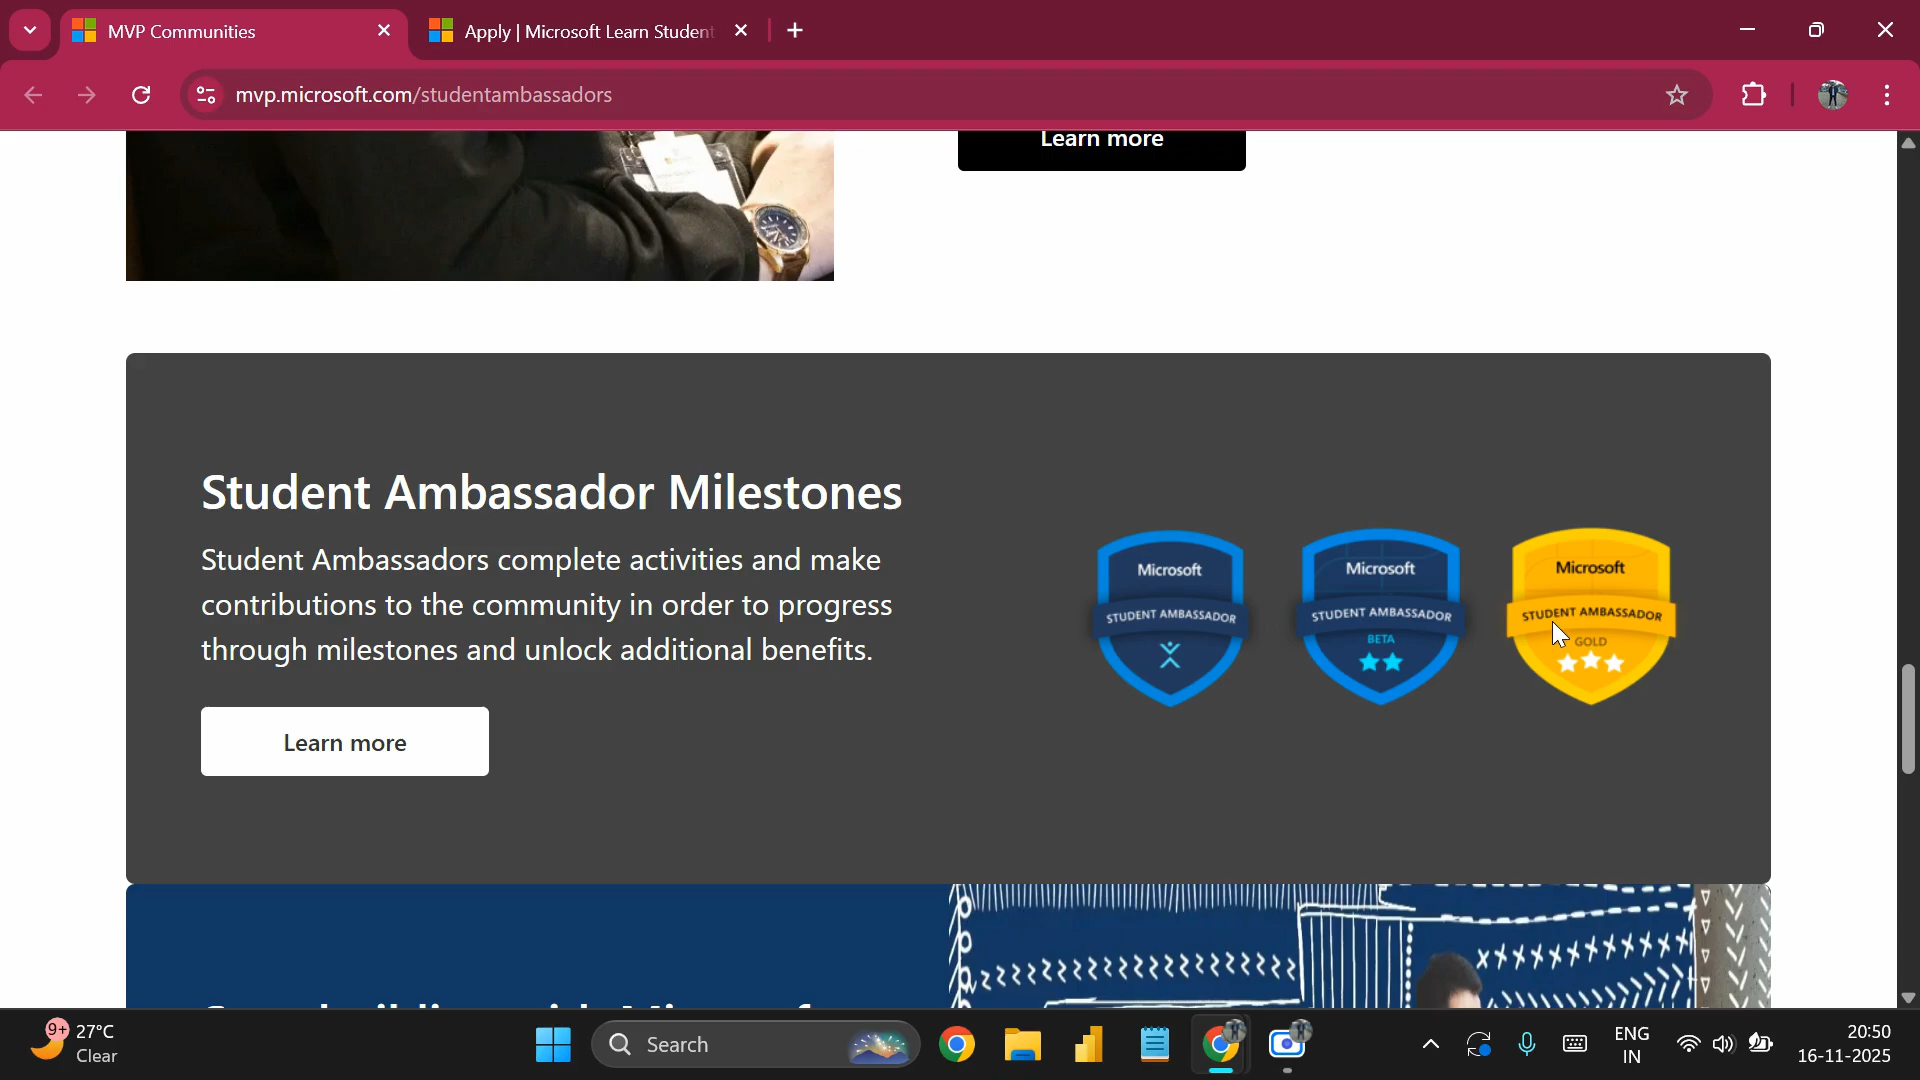 MVP Communities
Apply | Microsoft Learn Student
mvp.microsoft.com/studentambassadors
Learn more
Student Ambassador Milestones
Student Ambassadors complete activities and make
contributions to the community in order to progress
through milestones and unlock additional benefits.
Learn more
Microsoft
STUDENT AMBASSADOR
Microsoft
STUDENT AMBASSADOR
BETA
Microsoft
STUDENT AMBASSADOR
GOLD
9+
27°C
Clear
Search
ENG
IN
20:50
16-11-2025